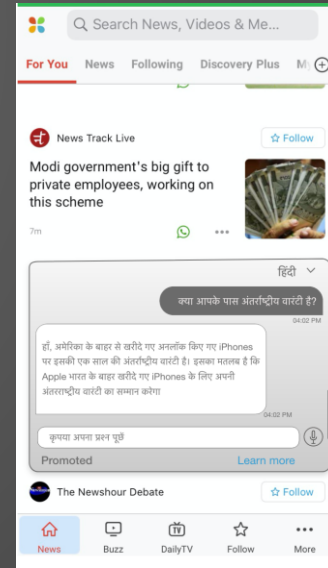 Search News, Videos & Me...
For You News Following Discovery Plus
News Track Live
Follow
Modi government's big gift to
private employees, working on
this scheme
7m
हिंदी
क्या आपके पास अंतर्राष्ट्रीय वारंटी है?
04:02 PM
हाँ, अमेरिका के बाहर से खरीदे गए अनलॉक किए गए iPhones
पर इसकी एक साल की अंतर्राष्ट्रीय वारंटी है। इसका मतलब है कि
Apple भारत के बाहर खरीदे गए iPhones के लिए अपनी
अंतरराष्ट्रीय वारंटी का सम्मान करेगा
04:02 PM
कृपया अपना प्रश्न पूछें
Promoted Learn more
The Newshour Debate
Follow
News Buzz DailyTV Follow More